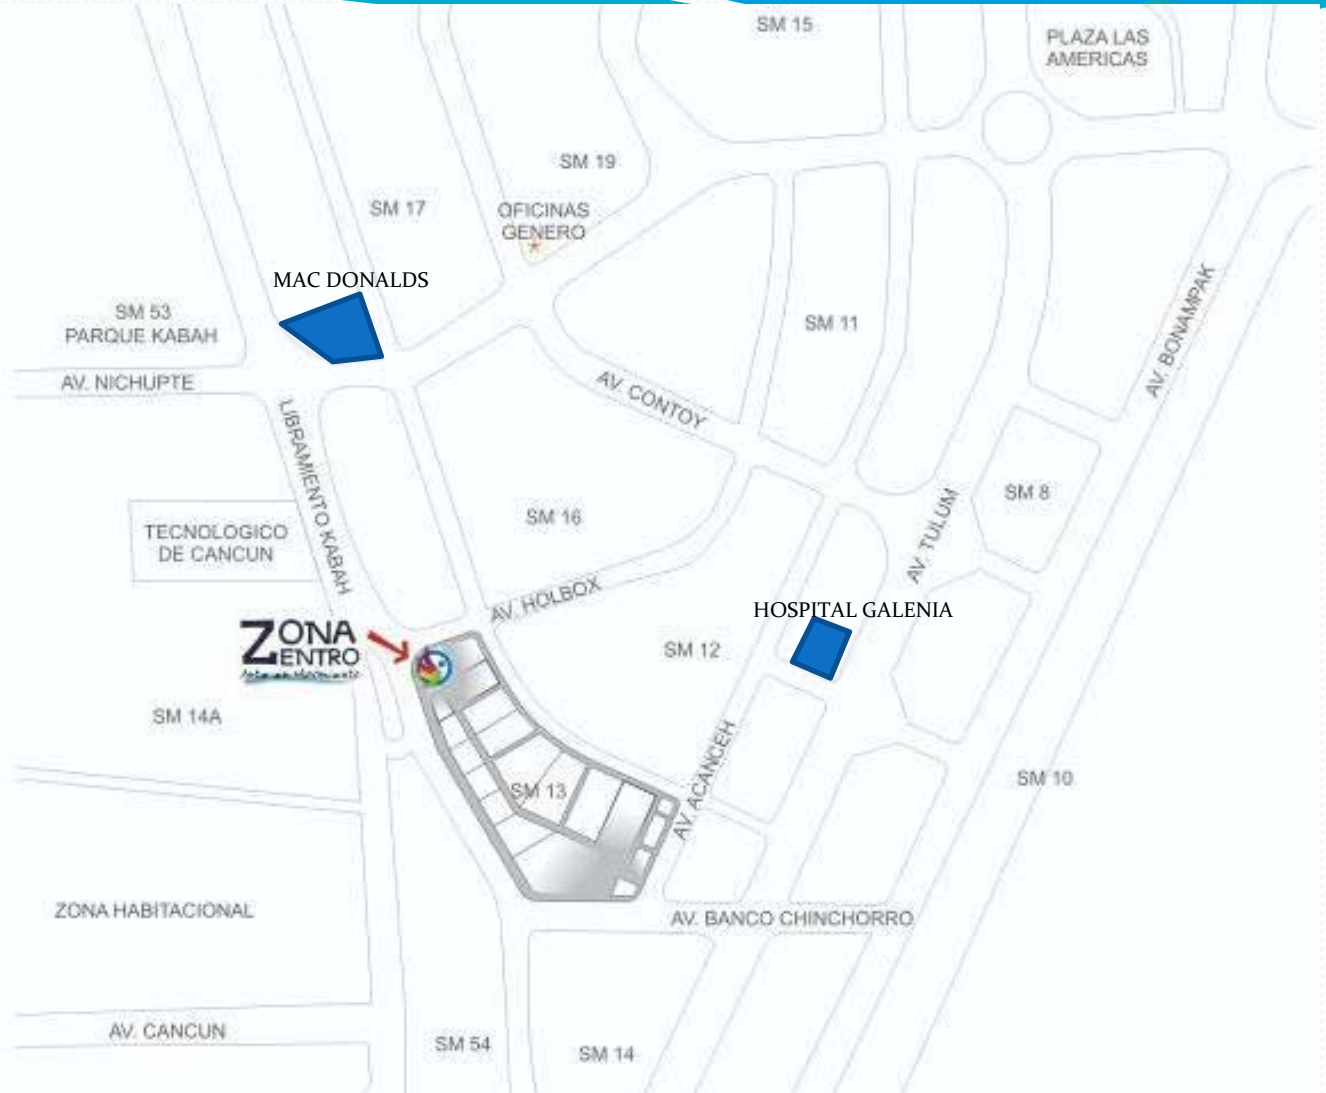 SM 15
PLAZA LAS
AMERICAS
SM 19
SM 17
OFICINAS
GENERO
MAC DONALDS
SM 53
PARQUE KABAH
SM 11
AV. BONAMPAK
AV. NICHUPTE
AV. CONTOY
LIBRAMIENTO KABAH
SM 8
SM 16
TECNOLOGICO
DE CANCUN
AV. TULUM
AV. HOLBOX
HOSPITAL GALENIA
ZONA
ZENTRO
SM 12
SM 14A
AV. ACANCEH
SM 10
SM 13
ZONA HABITACIONAL
AV. BANCO CHINCHORRO
AV. CANCUN
SM 54
SM 14